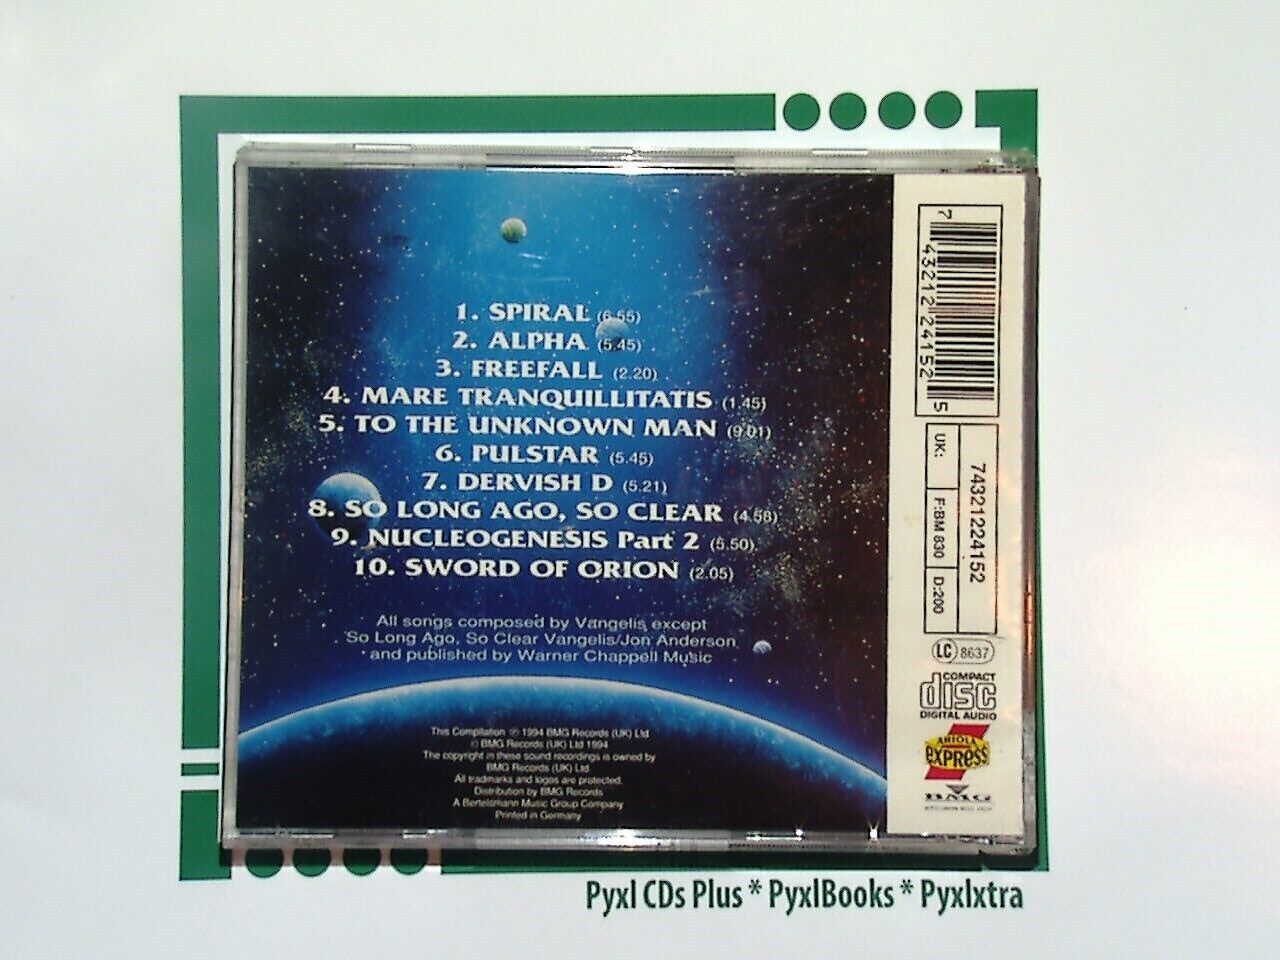 1. SPIRAL (6.55)
2. ALPHA (5.45)
3. FREEFALL (2.20)
4. MARE TRANQUILLITATIS (1.45)
5. TO THE UNKNOWN MAN (9.01)
6. PULSTAR (5.45)
7. DERVISH D (5.21)
8. SO LONG AGO, SO CLEAR (4.58)
9. NUCLEOGENESIS Part 2 (5.50)
10. SWORD OF ORION (2.05)
All songs composed by Vangelis except
So Long Ago, So Clear Vangelis/Jon Anderson
and published by Warner Chappell Music
This Compilation ℗ 1994 BMG Records (UK) Ltd
© BMG Records (UK) Ltd 1994
The copyright in these sound recordings is owned by
BMG Records (UK) Ltd
All tradmarks and logos are protected.
Distribution by BMG Records
A Bertelsmann Music Group Company
Printed in Germany
7 43212 24152 5
74321224152
UK: F:BM 830 D:200
LC 8637
COMPACT
disc
DIGITAL AUDIO
ARIOLA
express
BMG
Pyxl CDs Plus * PyxlBooks * Pyxlxtra